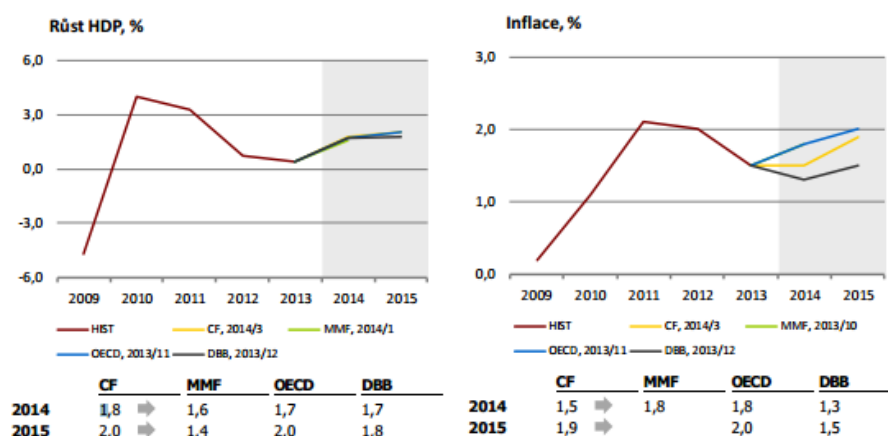 Růst HDP, %
6,0
3,0
0,0
-3,0
-6,0
2009 2010 2011 2012 2013 2014 2015
HIST CF, 2014/3 MMF, 2014/1
OECD, 2013/11 DBB, 2013/12
CF MMF OECD DBB
2014 1,8 1,6 1,7 1,7
2015 2,0 1,4 2,0 1,8
Inflace, %
3,0
2,0
1,0
0,0
2009 2010 2011 2012 2013 2014 2015
HIST CF, 2014/3 MMF, 2013/10
OECD, 2013/11 DBB, 2013/12
CF MMF OECD DBB
2014 1,5 1,8 1,8 1,3
2015 1,9 2,0 1,5